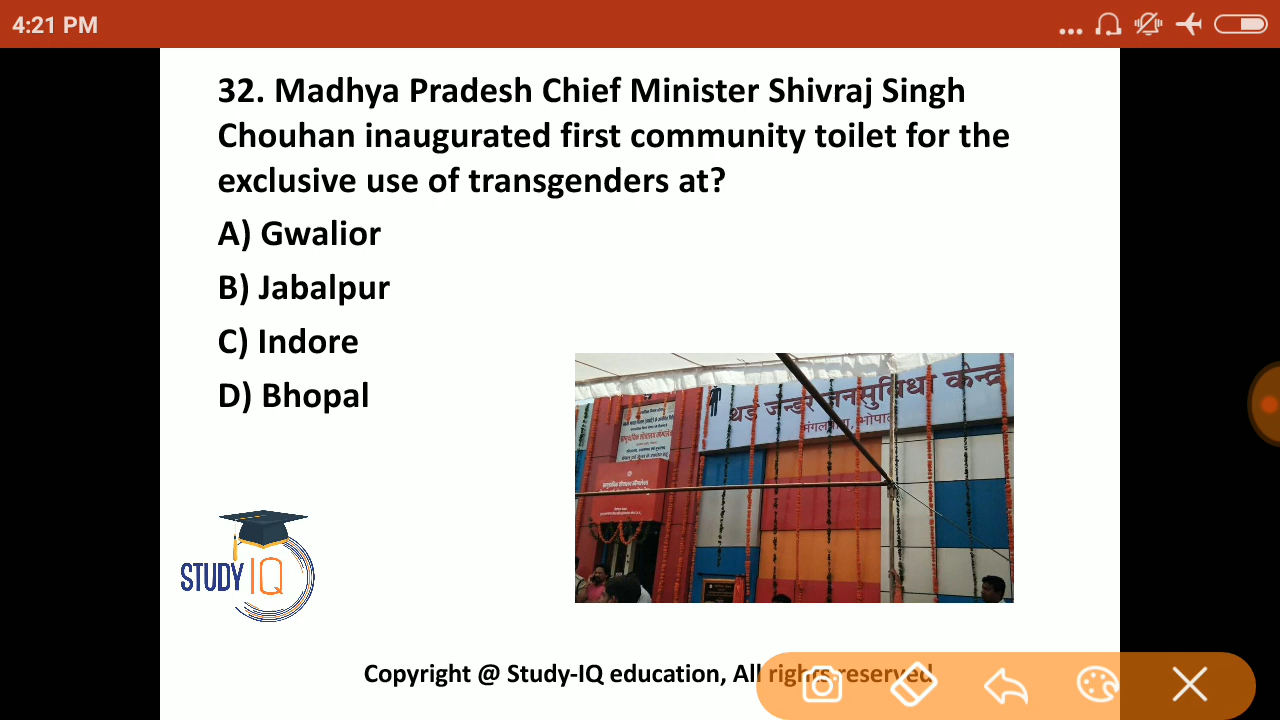 4:21 PM
32. Madhya Pradesh Chief Minister Shivraj Singh
Chouhan inaugurated first community toilet for the
exclusive use of transgenders at?
A) Gwalior
B) Jabalpur
C) Indore
D) Bhopal
थर्ड जेन्डर जनसुविधा केन्द्र
मंगलवारा, भोपाल
STUDY IQ
Copyright @ Study-IQ education, All rights reserved